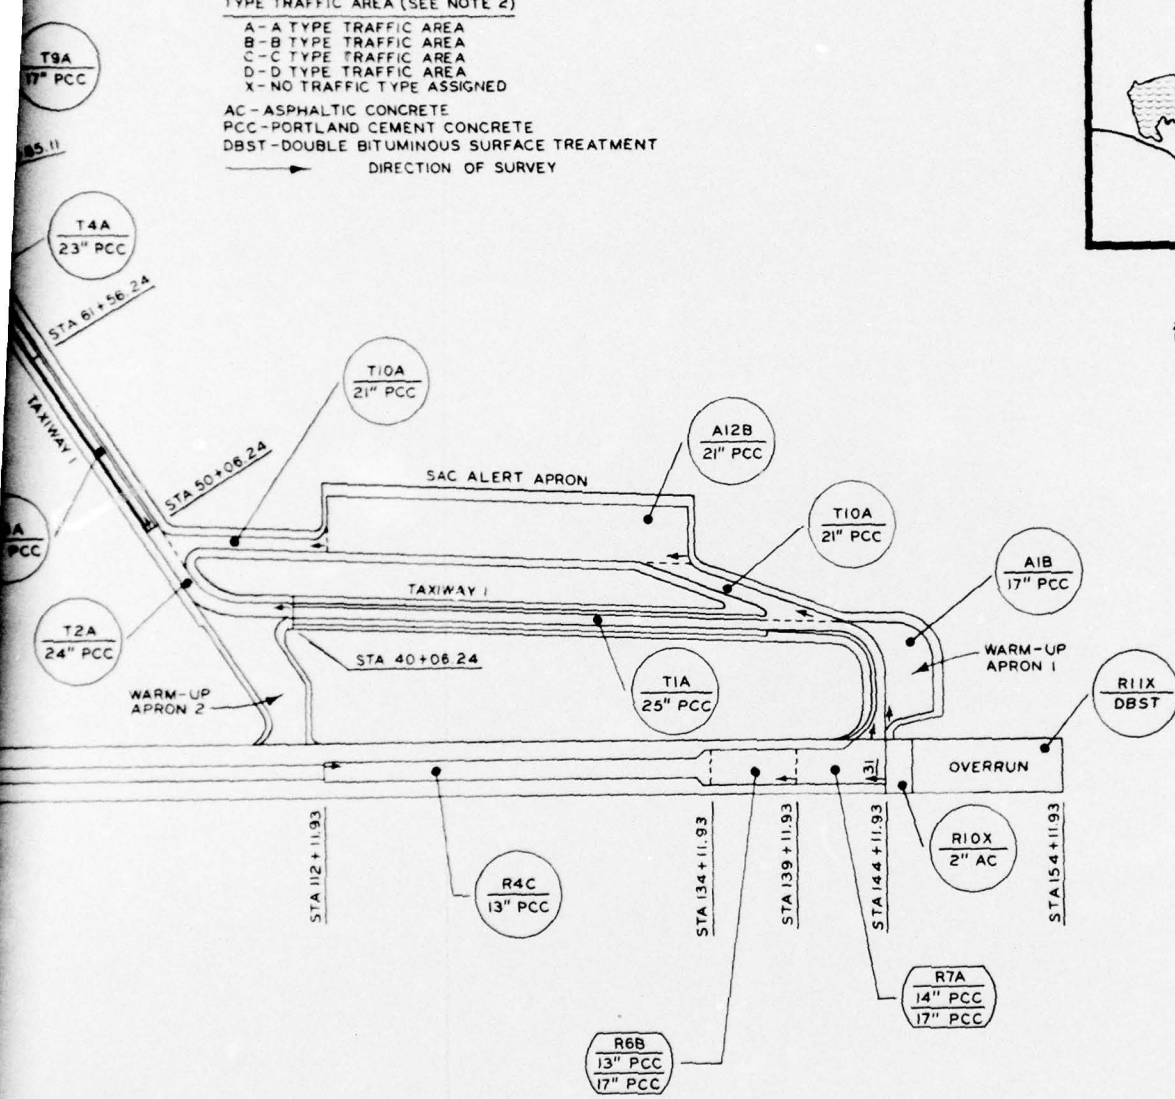 TYPE TRAFFIC AREA (SEE NOTE 2)
A-A TYPE TRAFFIC AREA
B-B TYPE TRAFFIC AREA
C-C TYPE TRAFFIC AREA
D-D TYPE TRAFFIC AREA
X-NO TRAFFIC TYPE ASSIGNED
AC-ASPHALTIC CONCRETE
PCC-PORTLAND CEMENT CONCRETE
DBST-DOUBLE BITUMINOUS SURFACE TREATMENT
DIRECTION OF SURVEY
T9A
17" PCC
85.11
T4A
23" PCC
STA 61+56.24
TAXIWAY 1
T10A
21" PCC
STA 50+06.24
SAC ALERT APRON
A12B
21" PCC
T10A
21" PCC
A1B
17" PCC
A
PCC
TAXIWAY 1
T2A
24" PCC
STA 40+06.24
T1A
25" PCC
WARM-UP
APRON 1
WARM-UP
APRON 2
R11X
DBST
31
OVERRUN
STA 112+11.93
STA 134+11.93
STA 139+11.93
STA 144+11.93
STA 154+11.93
R10X
2" AC
R4C
13" PCC
R7A
14" PCC
17" PCC
R6B
13" PCC
17" PCC